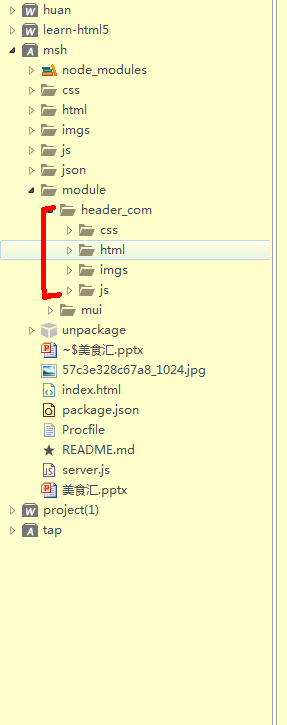 W huan
W learn-html5
A msh
node_modules
css
html
imgs
js
json
module
header_com
css
html
imgs
js
mui
unpackage
~$美食汇.pptx
57c3e328c67a8_1024.jpg
index.html
package.json
Procfile
README.md
server.js
美食汇.pptx
W project(1)
A tap